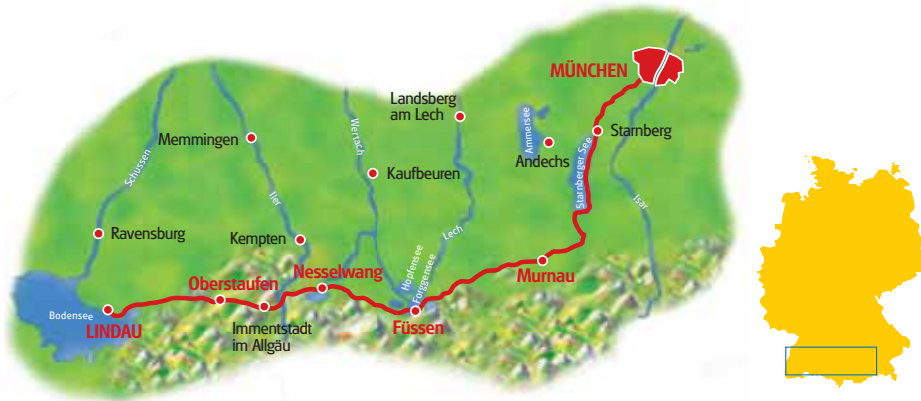 MÜNCHEN
Landsberg
am Lech
Starnberg
Memmingen
Wertach
Ammersee
Andechs
Schussen
Kaufbeuren
Starnberger See
Iller
Isar
Ravensburg
Kempten
Lech
Hopfensee
Forggensee
Oberstaufen
Nesselwang
Murnau
Bodensee
LINDAU
Immenstadt
im Allgäu
Füssen